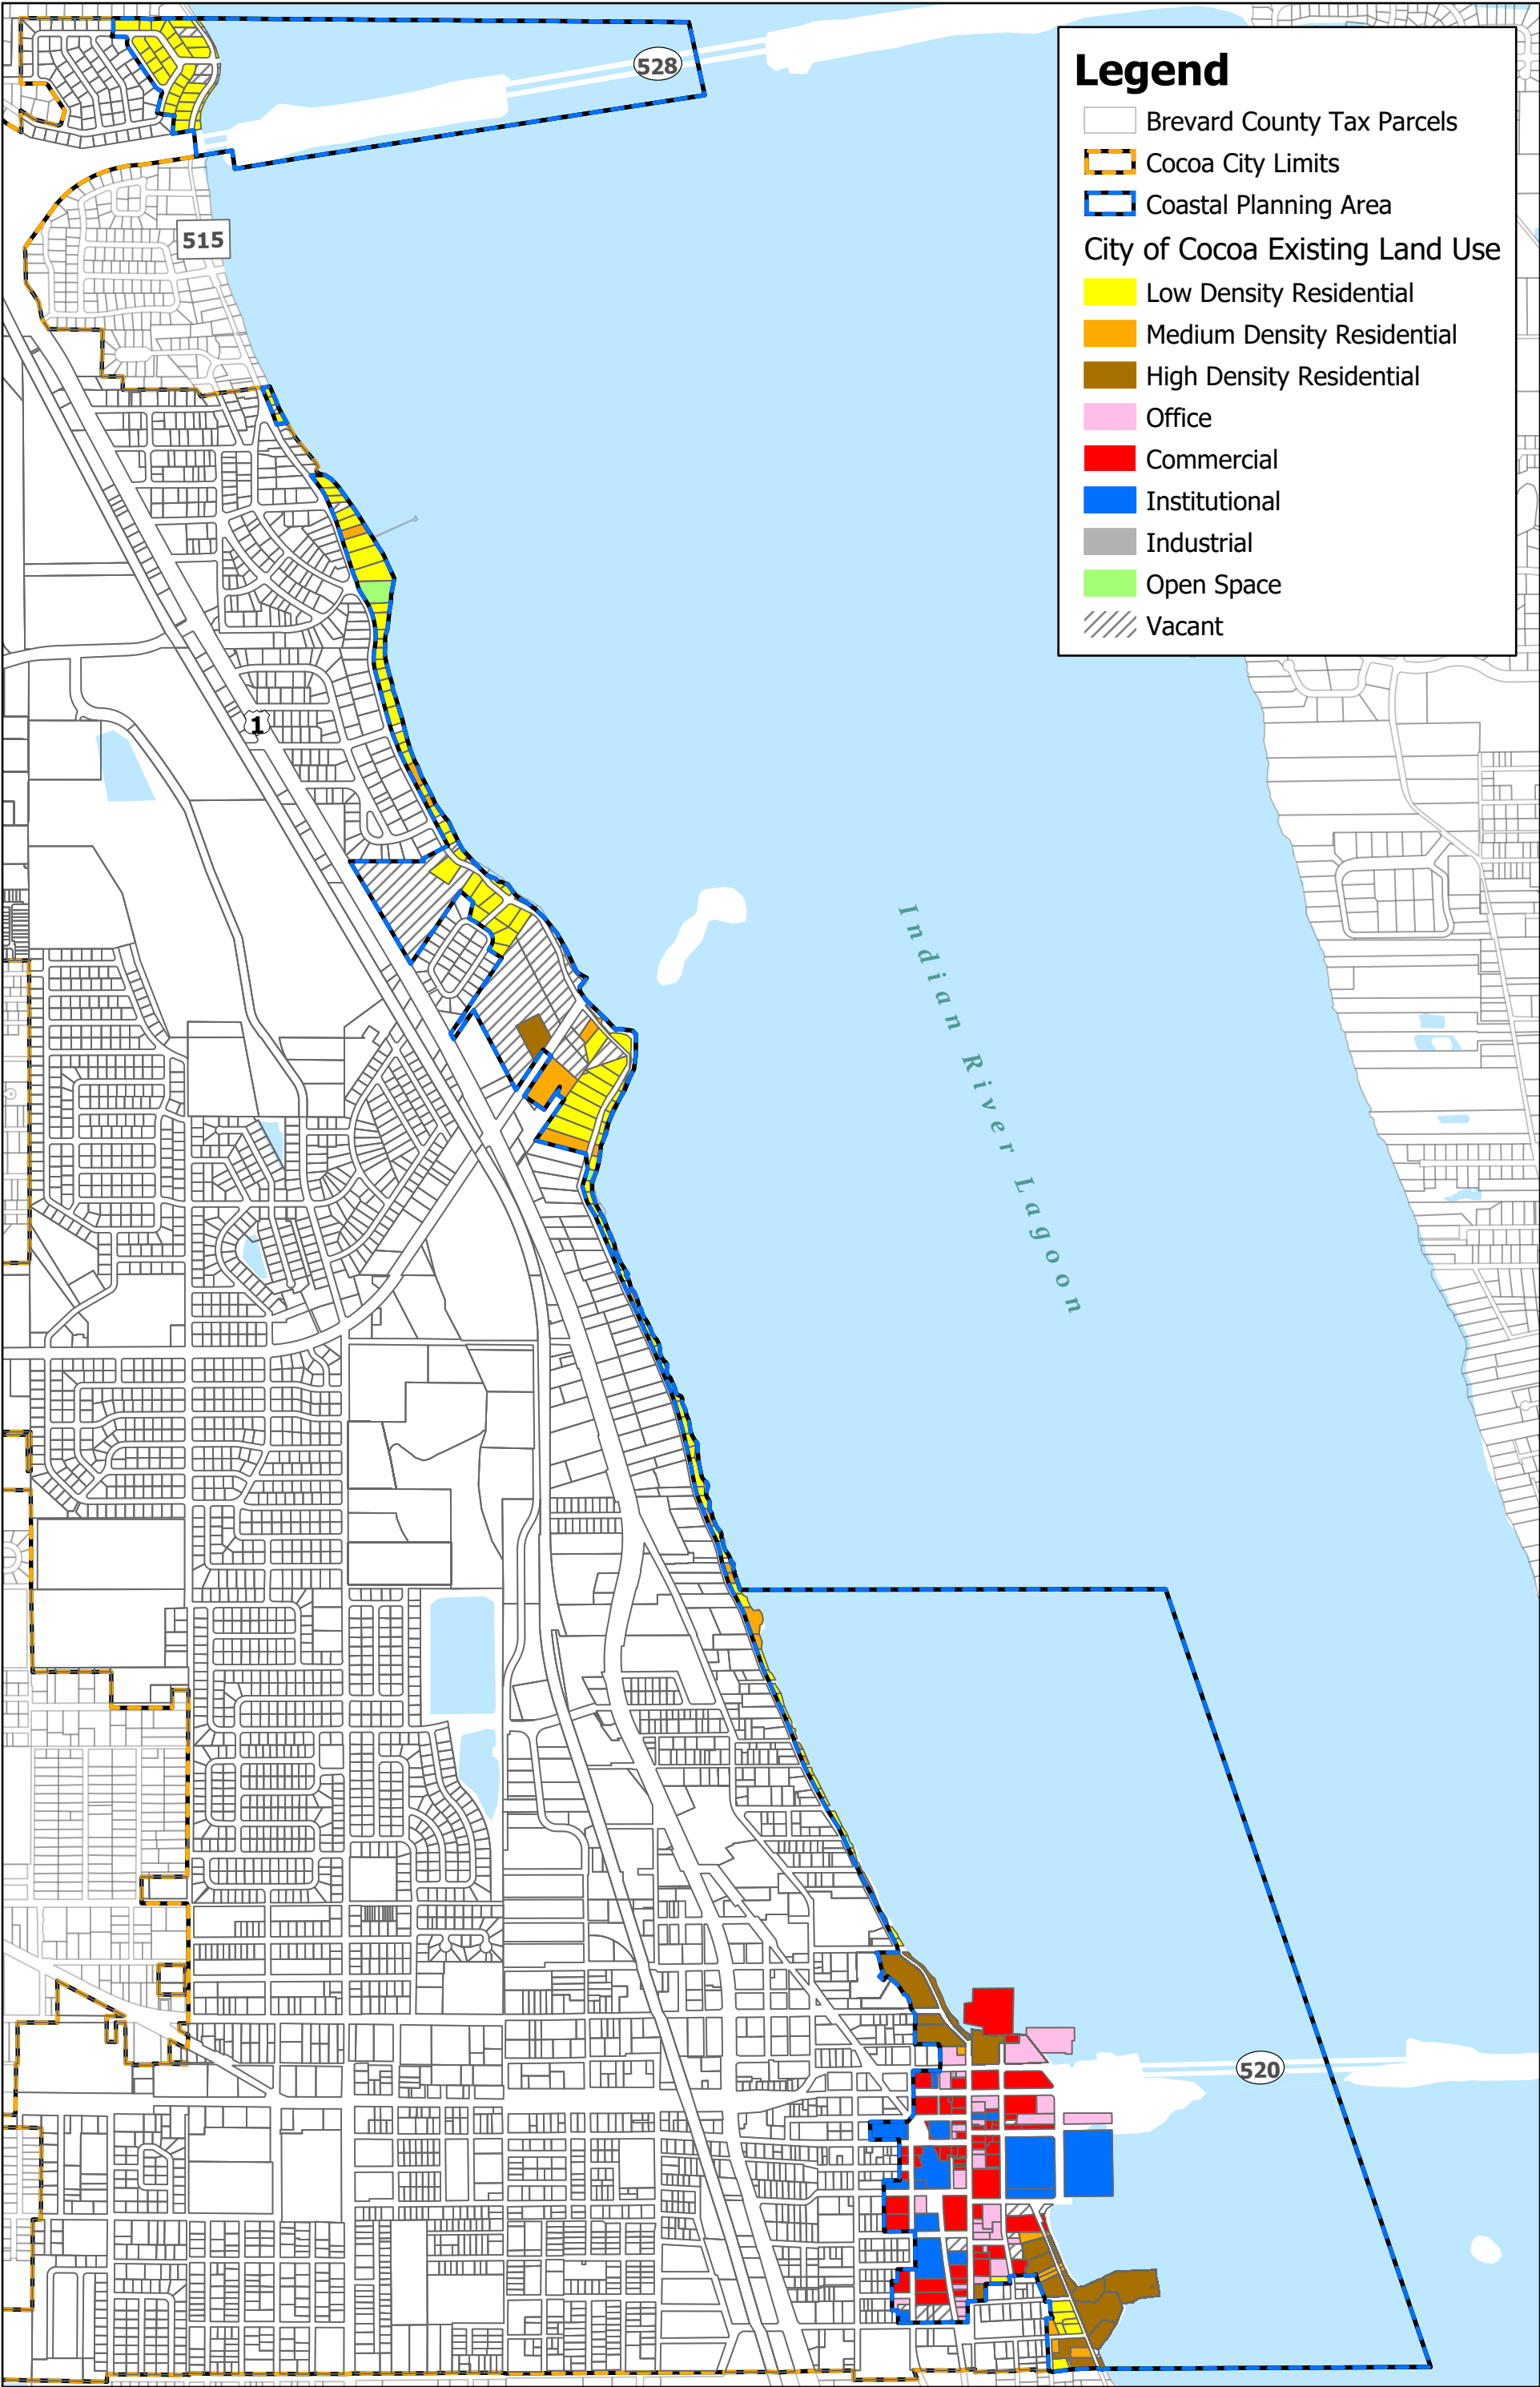 528
Legend
Brevard County Tax Parcels
Cocoa City Limits
Coastal Planning Area
City of Cocoa Existing Land Use
Low Density Residential
Medium Density Residential
High Density Residential
Office
Commercial
Institutional
Industrial
Open Space
Vacant
515
1
Indian River Lagoon
520